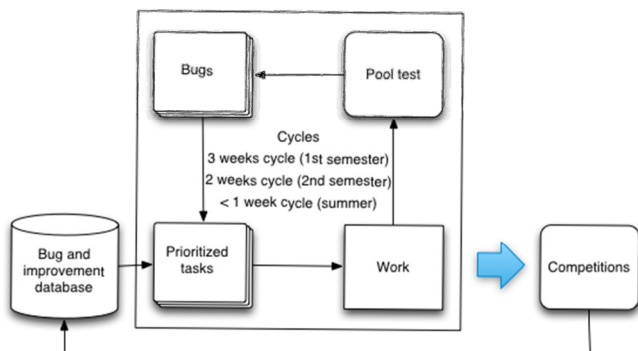 Bugs
Pool test
Cycles
3 weeks cycle (1st semester)
2 weeks cycle (2nd semester)
< 1 week cycle (summer)
Bug and
improvement
database
Prioritized
tasks
Work
Competitions